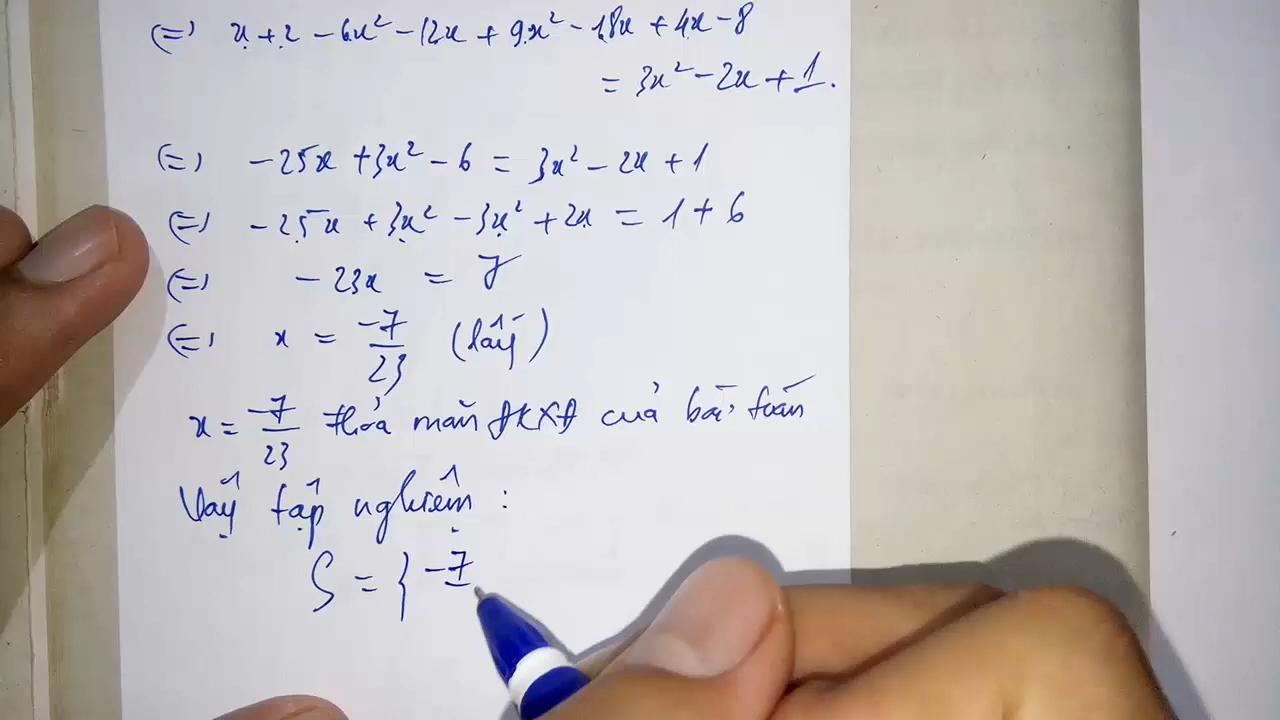 (=) x + 2 - 6x² - 12x + 9x² - 18x + 4x - 8
= 3x² - 2x + 1.
(=) - 25x + 3x² - 6 = 3x² - 2x + 1
(=) - 25x + 3x² - 3x² + 2x = 1 + 6
(=) - 23x = 7
(=) x = -7/23 (lấy)
x = -7/23 thỏa mãn ĐKXĐ của bài toán
Vậy tập nghiệm :
S = { -7